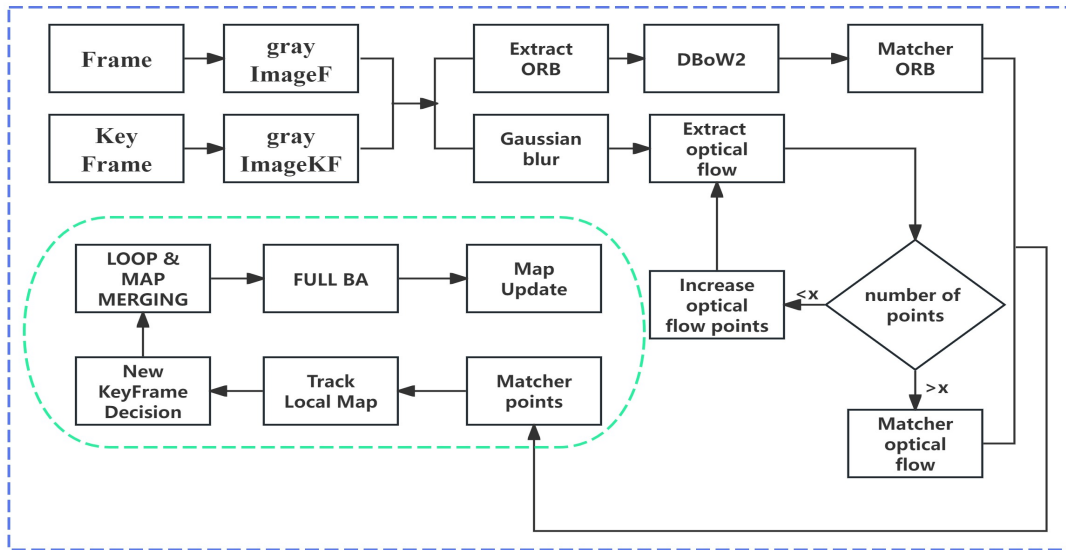 Frame
gray
ImageF
Extract
ORB
DBoW2
Matcher
ORB
Key
Frame
gray
ImageKF
Gaussian
blur
Extract
optical
flow
LOOP &
MAP
MERGING
FULL BA
Map
Update
Increase
optical
flow points
<x
number of
points
New
KeyFrame
Decision
Track
Local Map
Matcher
points
>x
Matcher
optical
flow